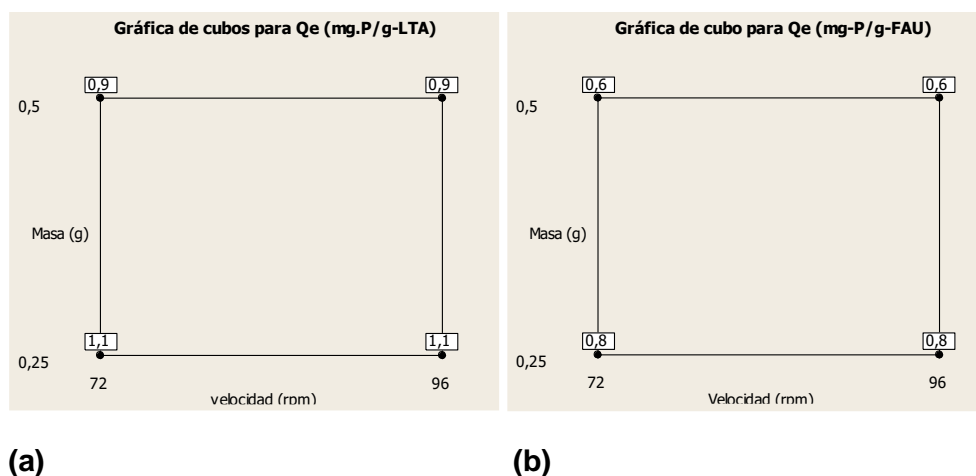 Gráfica de cubos para Qe (mg.P/g-LTA)
0,9 0,9
0,5
Masa (g)
1,1 1,1
0,25
72 96
velocidad (rpm)
Gráfica de cubo para Qe (mg-P/g-FAU)
0,6 0,6
0,5
Masa (g)
0,8 0,8
0,25
72 96
Velocidad (rpm)
(a) (b)